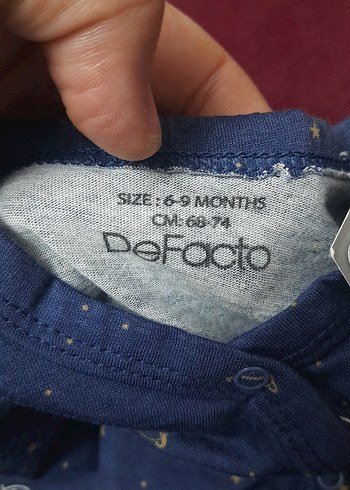 SIZE : 6-9 MONTHS
CM: 68-74
DeFacto